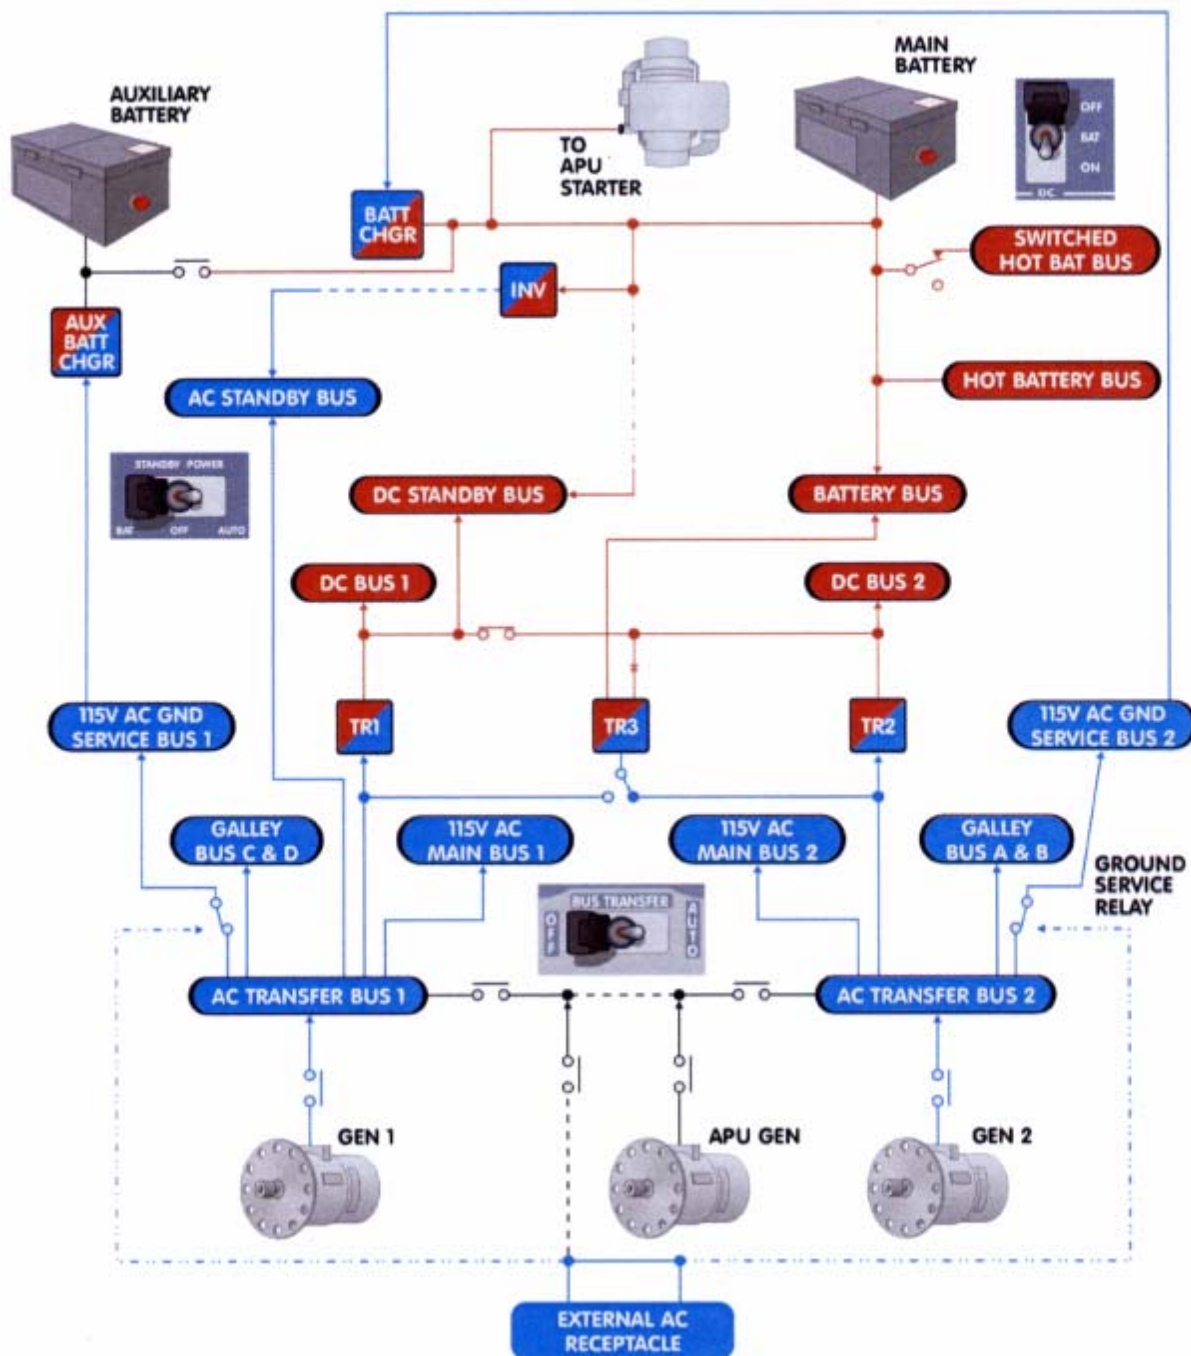 AUXILIARY
BATTERY
MAIN
BATTERY
OFF
BAT
ON
DC
TO
APU
STARTER
BATT
CHGR
SWITCHED
HOT BAT BUS
INV
AUX
BATT
CHGR
AC STANDBY BUS
HOT BATTERY BUS
STANDBY POWER
BAT
OFF
AUTO
DC STANDBY BUS
BATTERY BUS
DC BUS 1
DC BUS 2
115V AC GND
SERVICE BUS 1
TR1
TR3
TR2
115V AC GND
SERVICE BUS 2
GALLEY
BUS C & D
115V AC
MAIN BUS 1
115V AC
MAIN BUS 2
GALLEY
BUS A & B
GROUND
SERVICE
RELAY
BUS TRANSFER
OFF
AUTO
AC TRANSFER BUS 1
AC TRANSFER BUS 2
GEN 1
APU GEN
GEN 2
EXTERNAL AC
RECEPTACLE